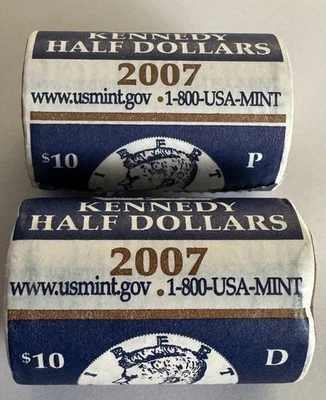 KENNEDY
HALF DOLLARS
2007
www.usmint.gov • 1-800-USA-MINT
$10 P
KENNEDY
HALF DOLLARS
2007
www.usmint.gov • 1-800-USA-MINT
$10 D